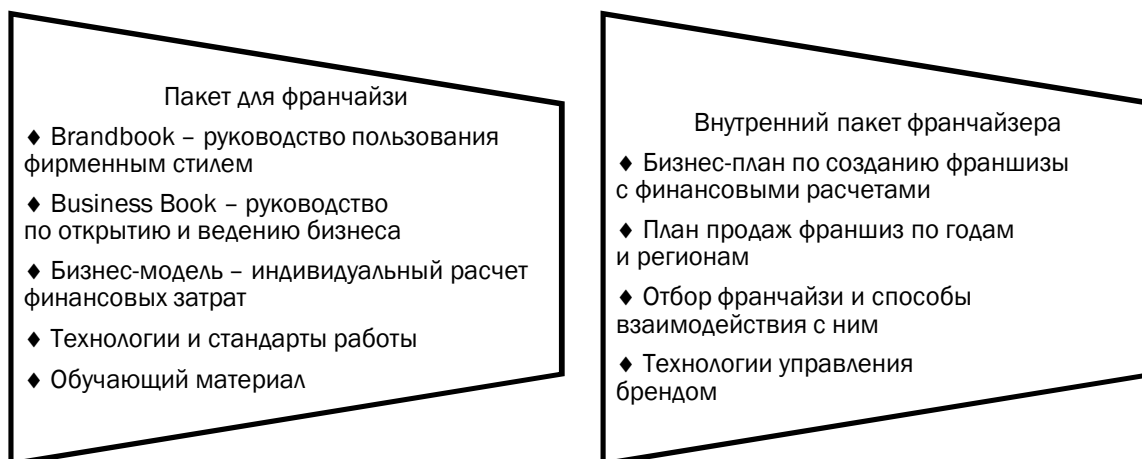 Пакет для франчайзи
♦ Brandbook – руководство пользования
фирменным стилем
♦ Business Book – руководство
по открытию и ведению бизнеса
♦ Бизнес-модель – индивидуальный расчет
финансовых затрат
♦ Технологии и стандарты работы
♦ Обучающий материал
Внутренний пакет франчайзера
♦ Бизнес-план по созданию франшизы
с финансовыми расчетами
♦ План продаж франшиз по годам
и регионам
♦ Отбор франчайзи и способы
взаимодействия с ним
♦ Технологии управления
брендом